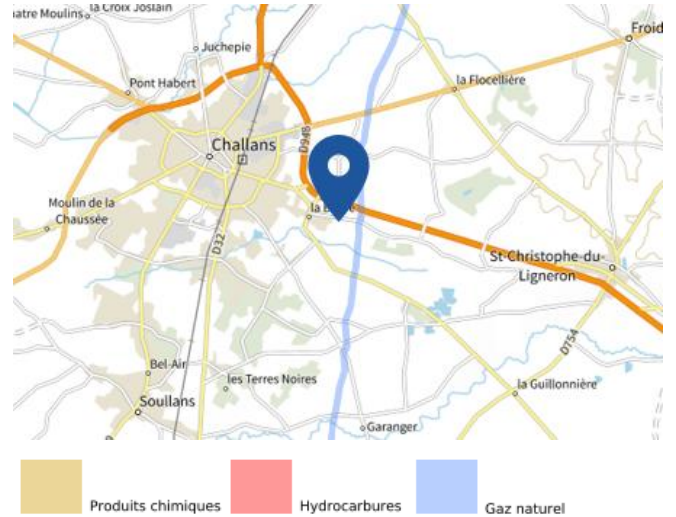 atre Moulins
la Croix Joslain
Froid
Juchepie
la Flocellière
Pont Habert
D948
Challans
Moulin de la
Chaussée
la B
D32
St-Christophe-du-
Ligneron
D754
Bel-Air
les Terres Noires
la Guillonnière
Soullans
Garanger
Produits chimiques
Hydrocarbures
Gaz naturel